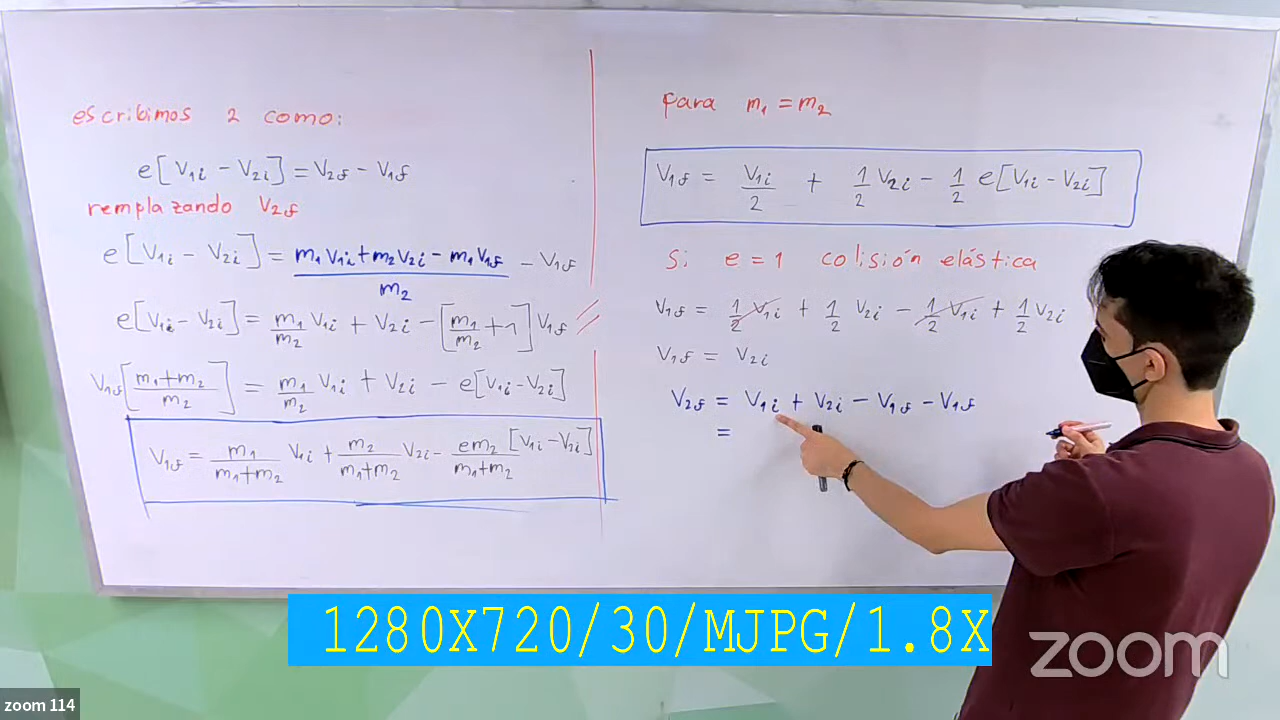 escribimos 2 como:
e[V1i - V2i] = V2f - V1f
remplazando V2f
e[V1i - V2i] = m1V1i+m2V2i-m1V1f / m2 - V1f
e[V1i - V2i] = m1/m2 V1i + V2i - [m1/m2 + 1] V1f
V1f[m1+m2 / m2] = m1/m2 V1i + V2i - e[V1i-V2i]
V1f = m1/m1+m2 V1i + m2/m1+m2 V2i - em2/m1+m2 [V1i-V2i]
para m1 = m2
V1f = V1i/2 + 1/2 V2i - 1/2 e[V1i-V2i]
Si e = 1 colisión elástica
V1f = 1/2 V1i + 1/2 V2i - 1/2 V1i + 1/2 V2i
V1f = V2i
V2f = V1i + V2i - V1f - V1f
=
1280X720/30/MJPG/1.8X
zoom
zoom 114